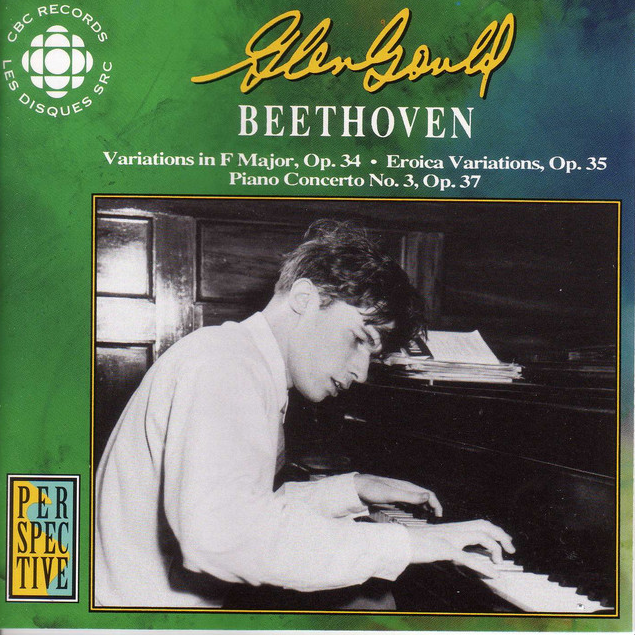 CBC RECORDS
LES DISQUES SRC
Glen Gould
BEETHOVEN
Variations in F Major, Op. 34 • Eroica Variations, Op. 35
Piano Concerto No. 3, Op. 37
PER
SPEC
TIVE